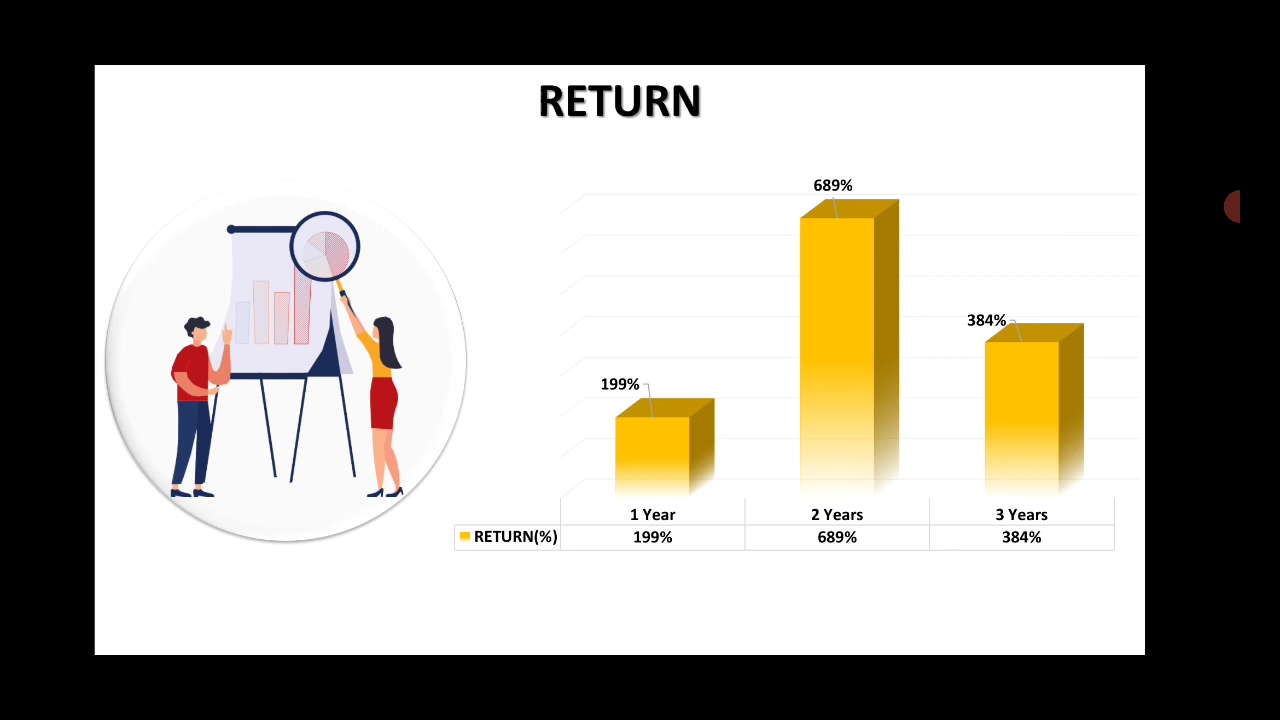 RETURN
689%
384%
199%
1 Year 2 Years 3 Years
RETURN(%) 199% 689% 384%